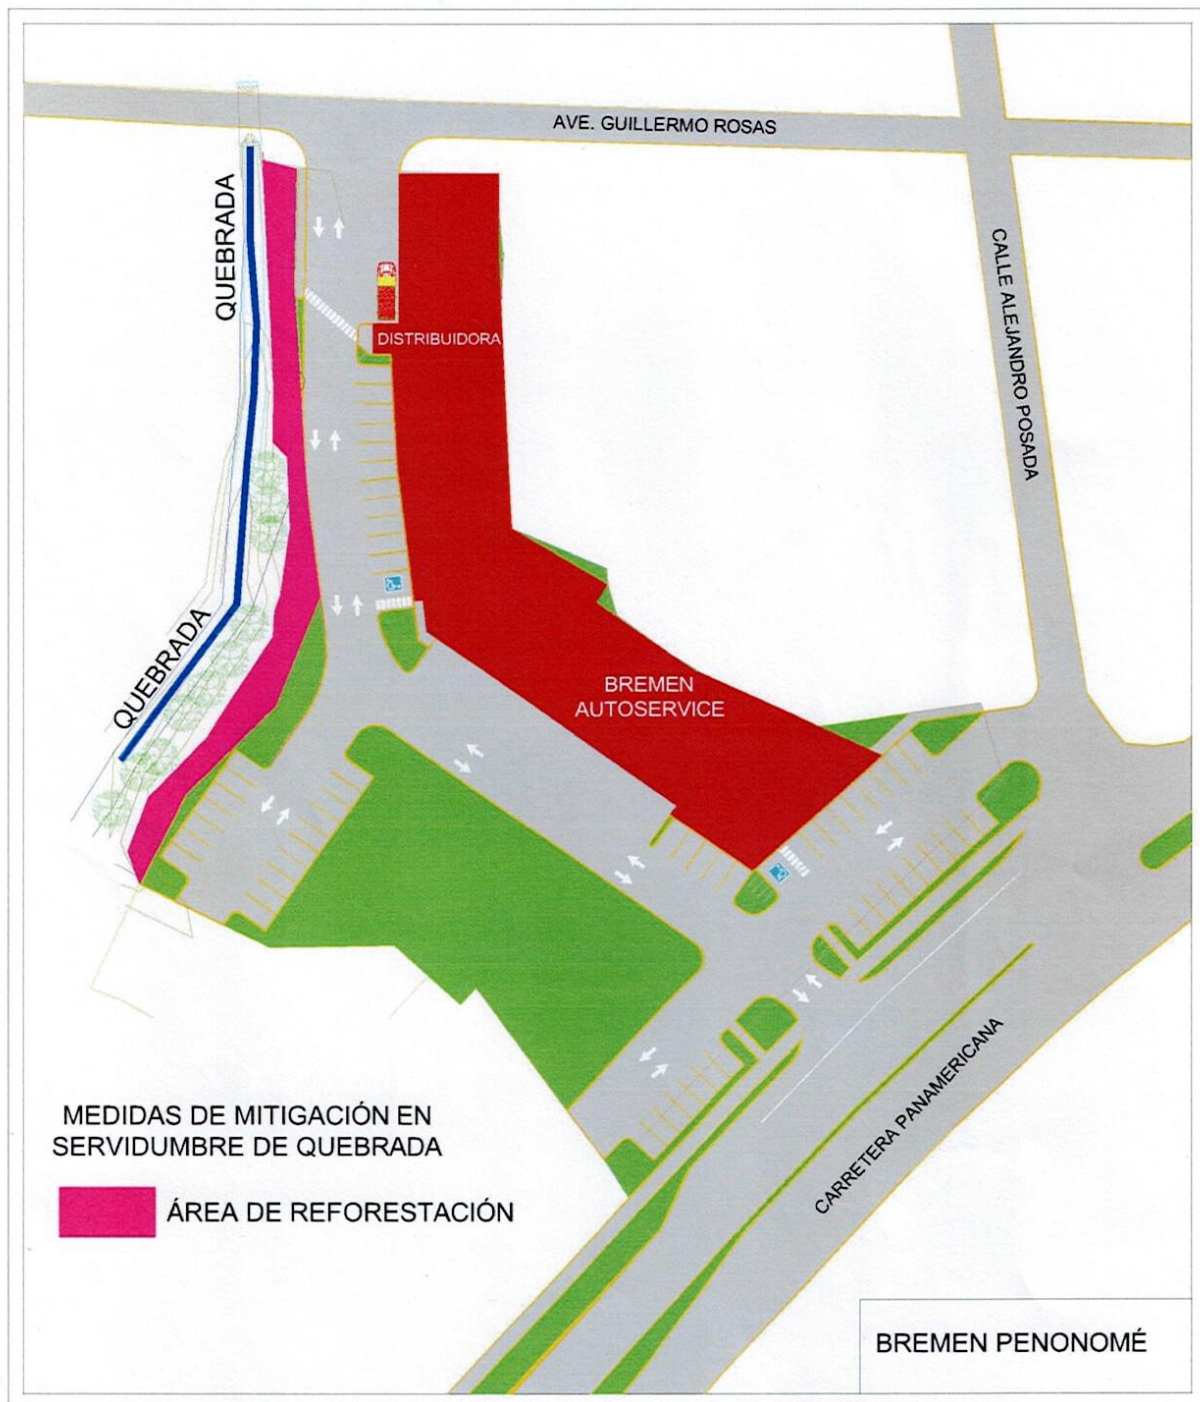 AVE. GUILLERMO ROSAS
QUEBRADA
CALLE ALEJANDRO POSADA
DISTRIBUIDORA
QUEBRADA
BREMEN
AUTOSERVICE
CARRETERA PANAMERICANA
MEDIDAS DE MITIGACIÓN EN
SERVIDUMBRE DE QUEBRADA
ÁREA DE REFORESTACIÓN
BREMEN PENONOMÉ